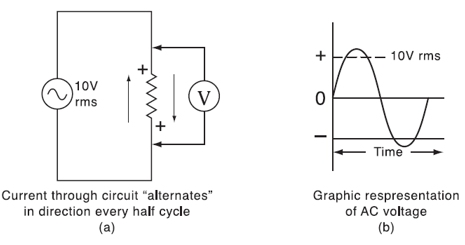 10V
rms
+
+
V
Current through circuit “alternates”
in direction every half cycle
(a)
+
10V rms
0
−
Time
Graphic respresentation
of AC voltage
(b)